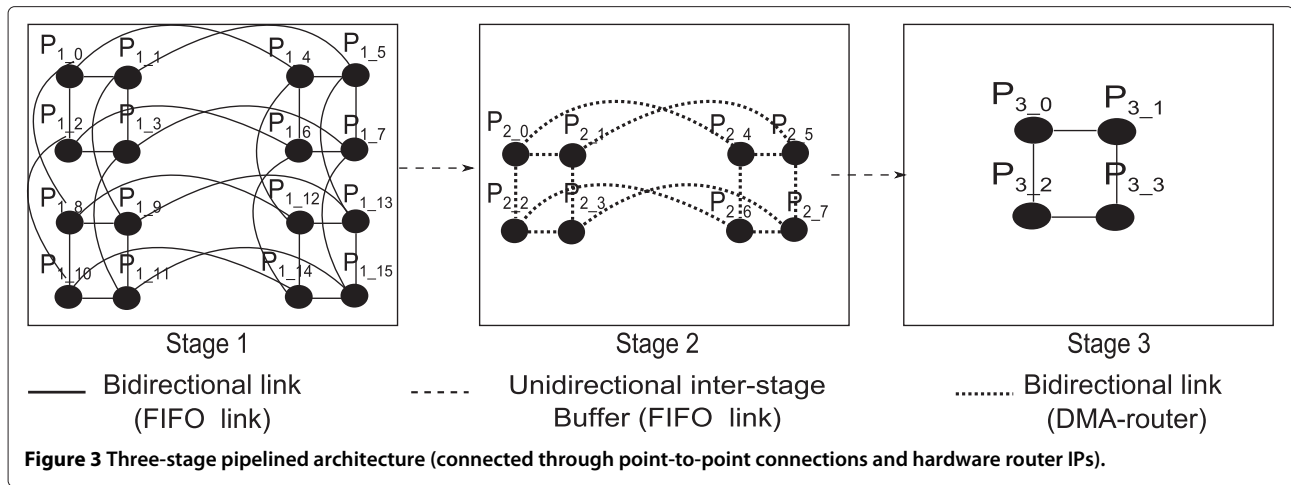 P1_0 P1_1 P1_4 P1_5
P1_2 P1_3 P1_6 P1_7
P1_8 P1_9 P1_12 P1_13
P1_10 P1_11 P1_14 P1_15
P2_0 P2_1 P2_4 P2_5
P2_2 P2_3 P2_6 P2_7
P3_0 P3_1
P3_2 P3_3
Stage 1 Stage 2 Stage 3
Bidirectional link Unidirectional inter-stage Bidirectional link
(FIFO link) Buffer (FIFO link) (DMA-router)
Figure 3 Three-stage pipelined architecture (connected through point-to-point connections and hardware router IPs).